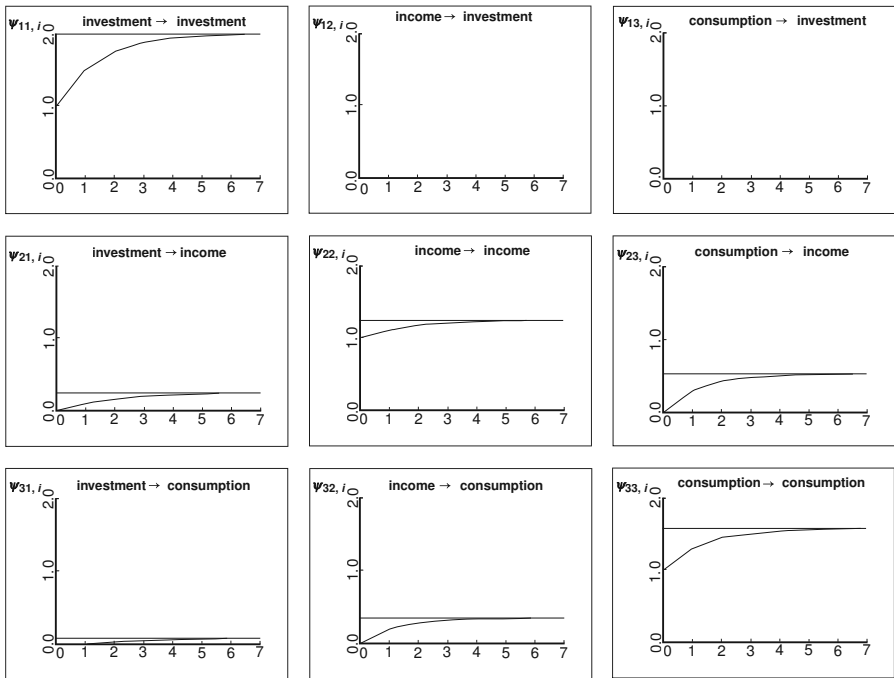 ψ11, i investment → investment
2.0
1.0
0.0
0 1 2 3 4 5 6 7
ψ12, i income → investment
2.0
1.0
0.0
0 1 2 3 4 5 6 7
ψ13, i consumption → investment
2.0
1.0
0.0
0 1 2 3 4 5 6 7
ψ21, i investment → income
2.0
1.0
0.0
0 1 2 3 4 5 6 7
ψ22, i income → income
2.0
1.0
0.0
0 1 2 3 4 5 6 7
ψ23, i consumption → income
2.0
1.0
0.0
0 1 2 3 4 5 6 7
ψ31, i investment → consumption
2.0
1.0
0.0
0 1 2 3 4 5 6 7
ψ32, i income → consumption
2.0
1.0
0.0
0 1 2 3 4 5 6 7
ψ33, i consumption → consumption
2.0
1.0
0.0
0 1 2 3 4 5 6 7